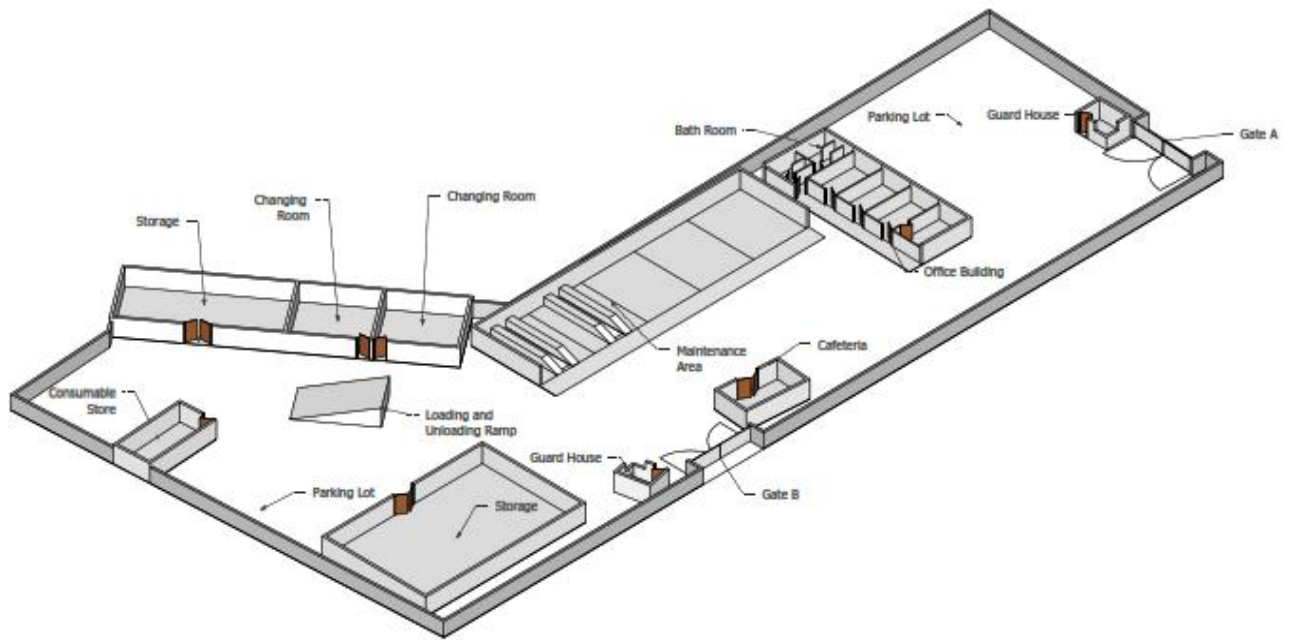 Parking Lot
Guard House
Gate A
Bath Room
Changing
Room
Changing Room
Storage
Office Building
Maintenance
Area
Cafeteria
Consumable
Store
Loading and
Unloading Ramp
Guard House
Gate B
Parking Lot
Storage